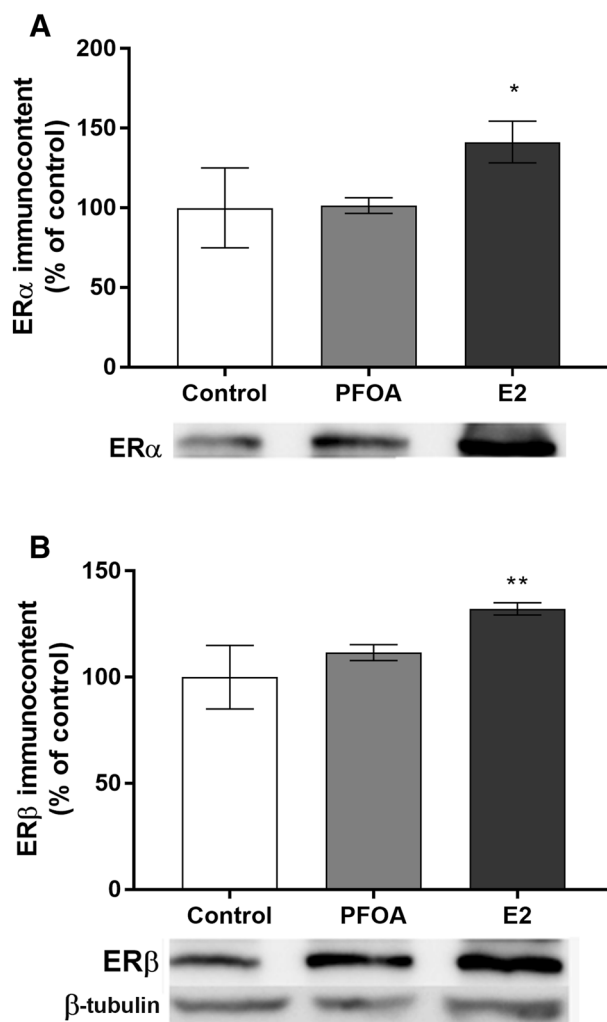 A
ERα immunocontent
(% of control)
200
150
100
50
0
*
Control PFOA E2
ERα
B
ERβ immunocontent
(% of control)
150
100
50
0
**
Control PFOA E2
ERβ
β-tubulin